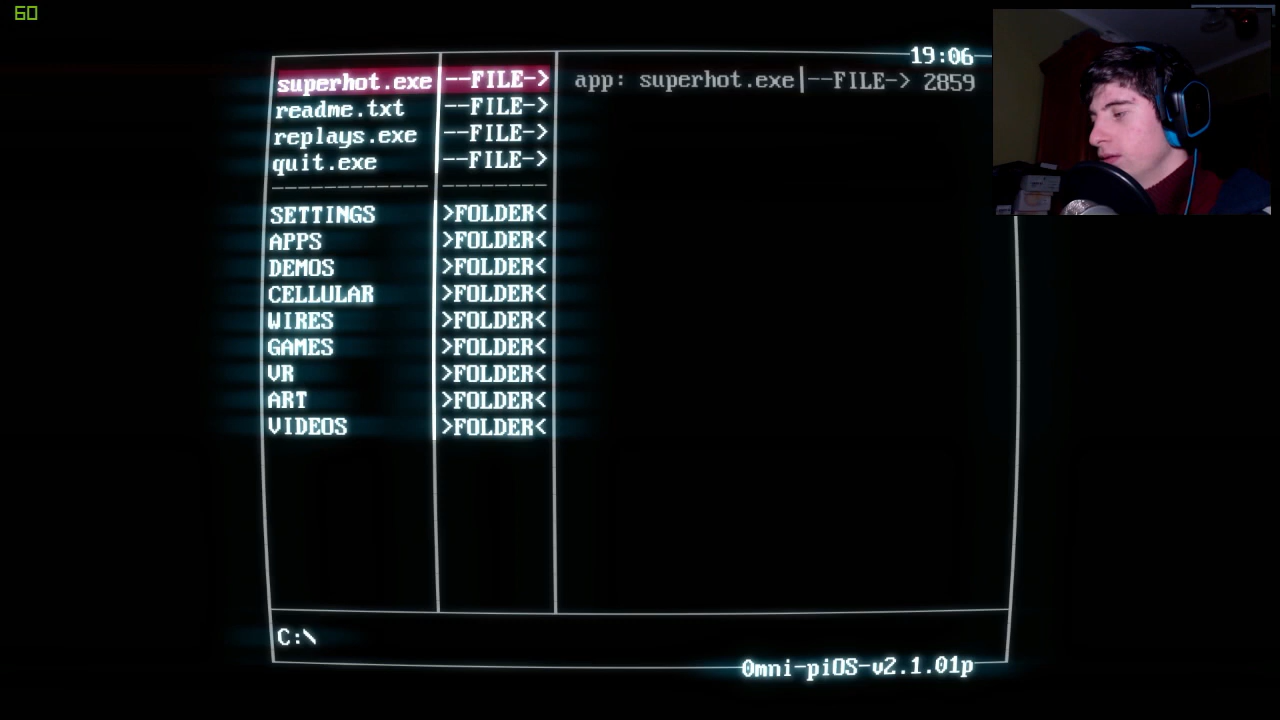 60
19:06
superhot.exe --FILE-> app: superhot.exe|--FILE-> 2859
readme.txt --FILE->
replays.exe --FILE->
quit.exe --FILE->
------------ --------
SETTINGS >FOLDER<
APPS >FOLDER<
DEMOS >FOLDER<
CELLULAR >FOLDER<
WIRES >FOLDER<
GAMES >FOLDER<
VR >FOLDER<
ART >FOLDER<
VIDEOS >FOLDER<
C:\
0mni-piOS-v2.1.01p